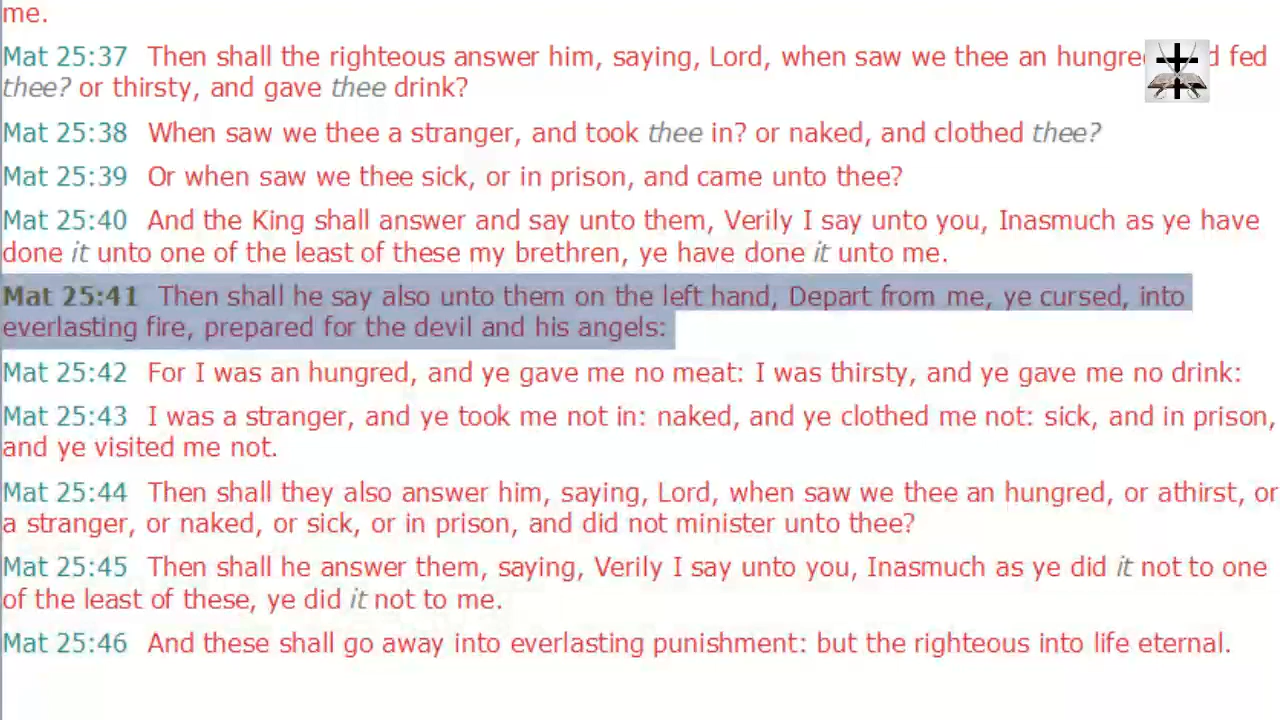 me.
Mat 25:37 Then shall the righteous answer him, saying, Lord, when saw we thee an hungred fed
thee? or thirsty, and gave thee drink?
Mat 25:38 When saw we thee a stranger, and took thee in? or naked, and clothed thee?
Mat 25:39 Or when saw we thee sick, or in prison, and came unto thee?
Mat 25:40 And the King shall answer and say unto them, Verily I say unto you, Inasmuch as ye have
done it unto one of the least of these my brethren, ye have done it unto me.
Mat 25:41 Then shall he say also unto them on the left hand, Depart from me, ye cursed, into
everlasting fire, prepared for the devil and his angels:
Mat 25:42 For I was an hungred, and ye gave me no meat: I was thirsty, and ye gave me no drink:
Mat 25:43 I was a stranger, and ye took me not in: naked, and ye clothed me not: sick, and in prison,
and ye visited me not.
Mat 25:44 Then shall they also answer him, saying, Lord, when saw we thee an hungred, or athirst, or
a stranger, or naked, or sick, or in prison, and did not minister unto thee?
Mat 25:45 Then shall he answer them, saying, Verily I say unto you, Inasmuch as ye did it not to one
of the least of these, ye did it not to me.
Mat 25:46 And these shall go away into everlasting punishment: but the righteous into life eternal.